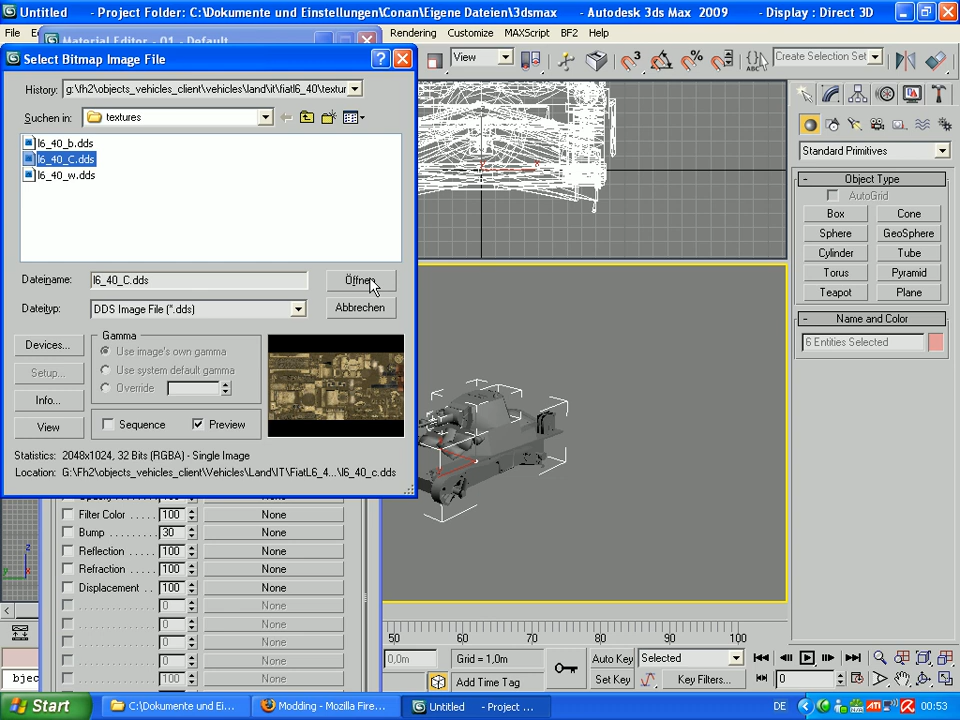 Untitled - Project Folder: C:\Dokumente und Einstellungen\Conan\Eigene Dateien\3dsmax - Autodesk 3ds Max 2009 - Display : Direct 3D
File Rendering Customize MAXScript BF2 Help
Material Editor - 01 - Default
Select Bitmap Image File
View
Create Selection Set
History: g:\fh2\objects_vehicles_client\vehicles\land\it\fiatl6_40\textur
Suchen in: textures
l6_40_b.dds
l6_40_C.dds
l6_40_w.dds
Dateiname: l6_40_C.dds
Öffnen
Dateityp: DDS Image File (*.dds)
Abbrechen
Devices...
Setup...
Info...
View
Gamma
Use image's own gamma
Use system default gamma
Override
Sequence
Preview
Statistics: 2048x1024, 32 Bits (RGBA) - Single Image
Location: G:\Fh2\objects_vehicles_client\Vehicles\Land\IT\FiatL6_4...\l6_40_c.dds
Filter Color . . . . . 100 None
Bump . . . . . . . . . 30 None
Reflection . . . . . . 100 None
Refraction . . . . . . 100 None
Displacement . . 100 None
. . . . . . . . . . . . . . 0 None
. . . . . . . . . . . . . . 0 None
. . . . . . . . . . . . . . 0 None
. . . . . . . . . . . . . . 0 None
. . . . . . . . . . . . . . 100 None
Standard Primitives
Object Type
AutoGrid
Box Cone
Sphere GeoSphere
Cylinder Tube
Torus Pyramid
Teapot Plane
Name and Color
6 Entities Selected
x
z
y
x
50 60 70 80 90 100
0,0m
Grid = 1,0m
Add Time Tag
Auto Key
Selected
Set Key
Key Filters...
0
bjec
Start
C:\Dokumente und Ei...
Modding - Mozilla Fire...
Untitled - Project ...
DE
00:53